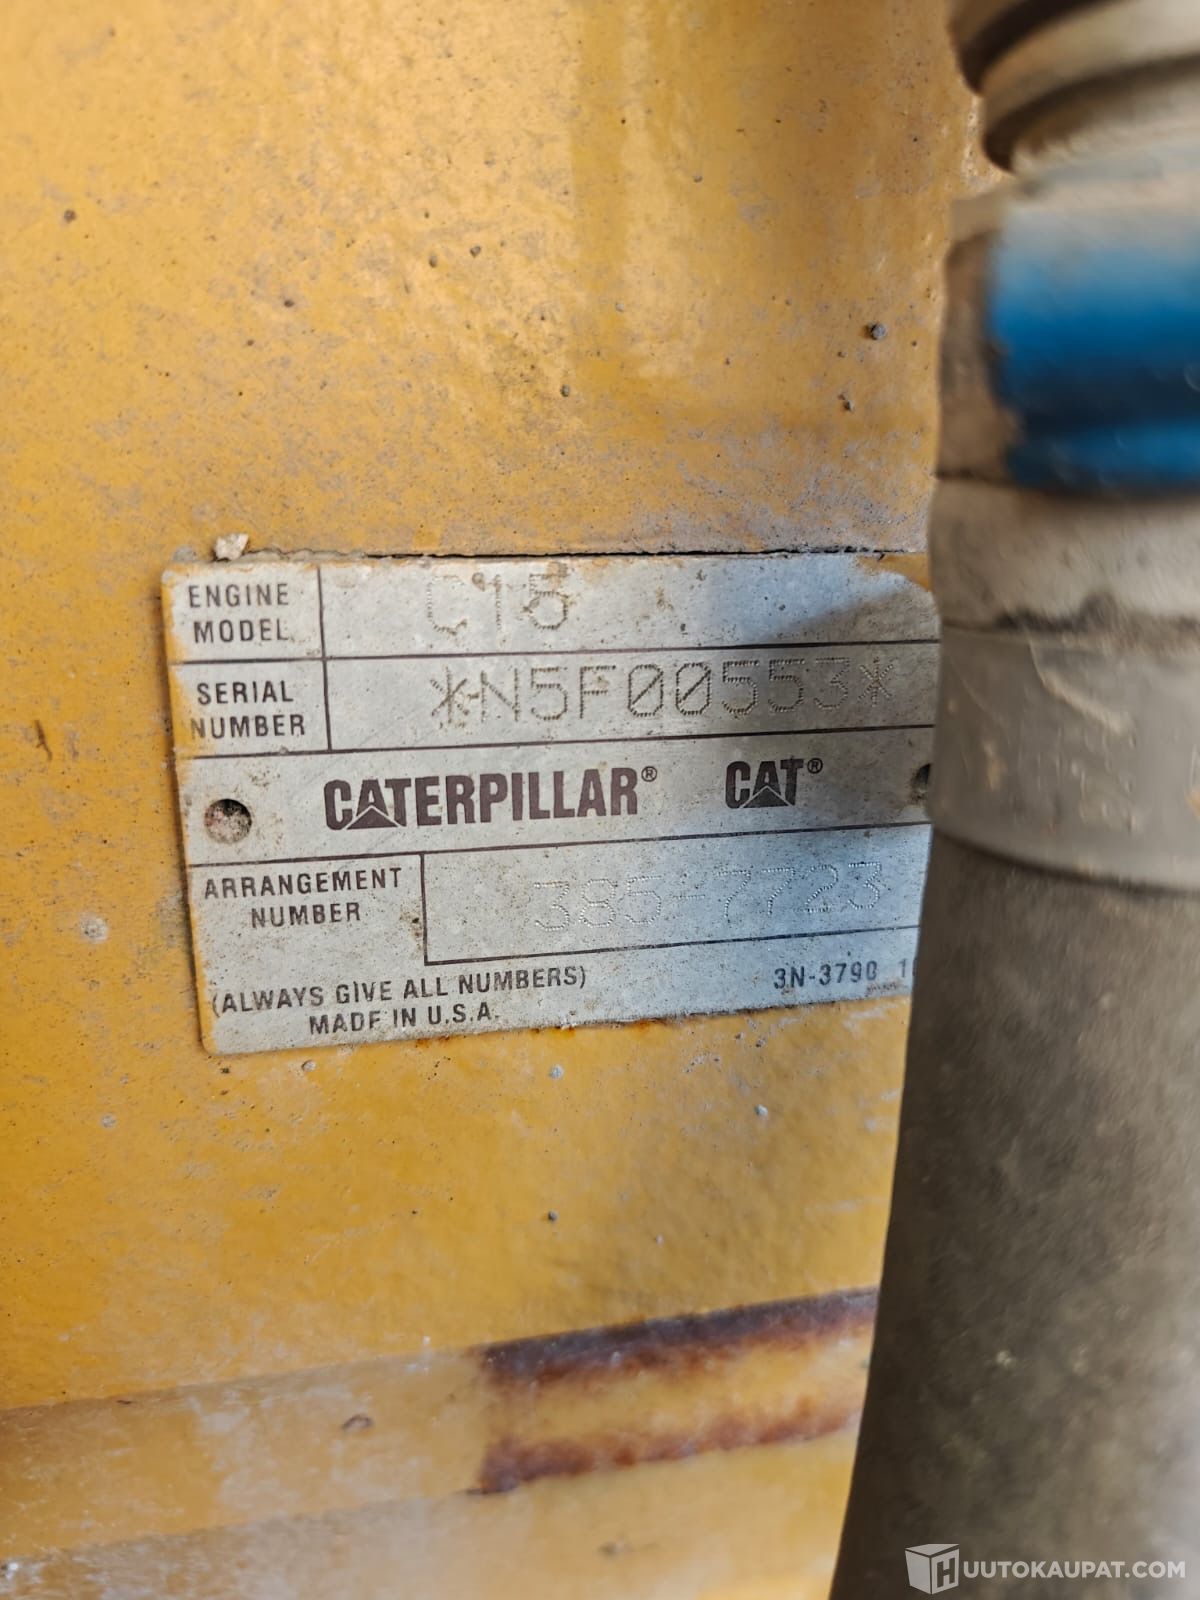 ENGINE
MODEL
C15
SERIAL
NUMBER
*N5F00553*
CATERPILLAR® CAT®
ARRANGEMENT
NUMBER
385-7723
(ALWAYS GIVE ALL NUMBERS)
MADE IN U.S.A.
3N-3790
HUUTOKAUPAT.COM